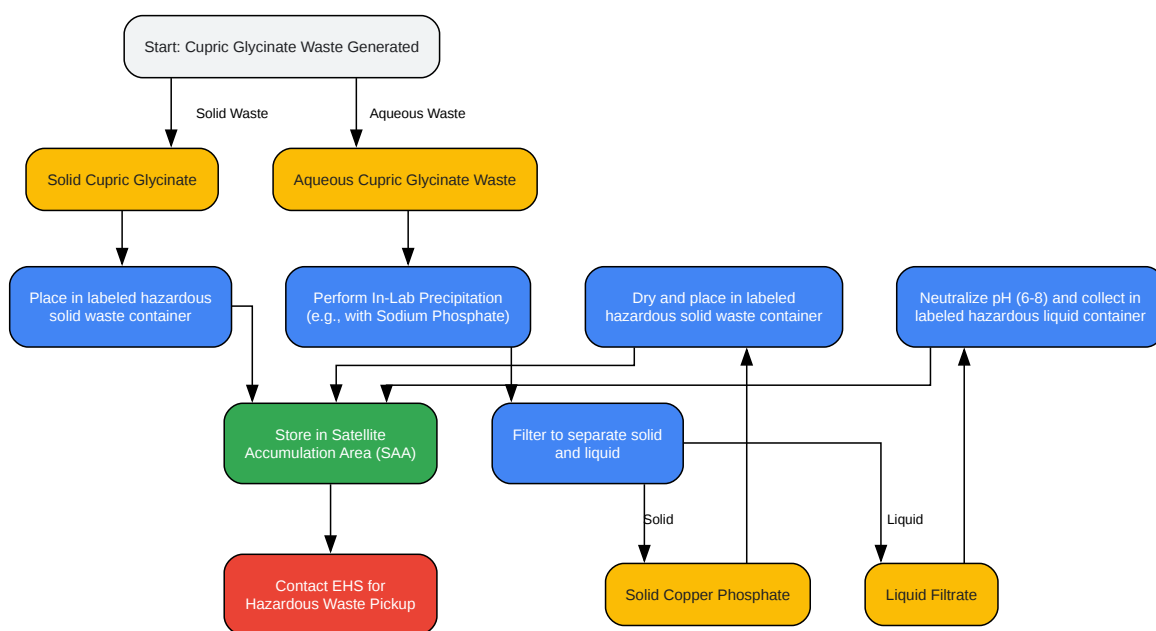 Start: Cupric Glycinate Waste Generated
Solid Waste
Aqueous Waste
Solid Cupric Glycinate
Aqueous Cupric Glycinate Waste
Place in labeled hazardous
solid waste container
Perform In-Lab Precipitation
(e.g., with Sodium Phosphate)
Dry and place in labeled
hazardous solid waste container
Neutralize pH (6-8) and collect in
labeled hazardous liquid container
Store in Satellite
Accumulation Area (SAA)
Filter to separate solid
and liquid
Solid
Liquid
Contact EHS for
Hazardous Waste Pickup
Solid Copper Phosphate
Liquid Filtrate